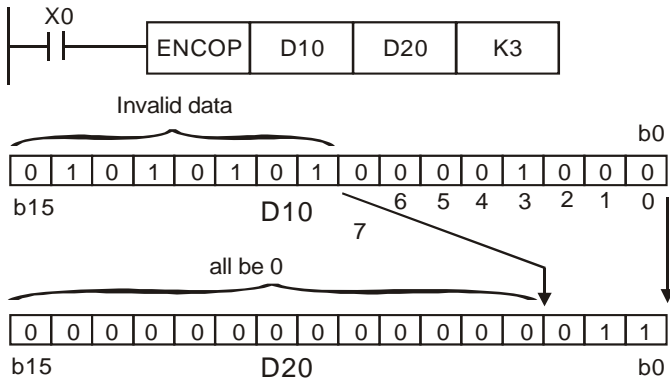 X0
ENCOP D10 D20 K3
Invalid data
b0
0 1 0 1 0 1 0 1 0 0 0 0 1 0 0 0
b15 D10 7 6 5 4 3 2 1 0
all be 0
0 0 0 0 0 0 0 0 0 0 0 0 0 0 1 1
b15 D20 b0